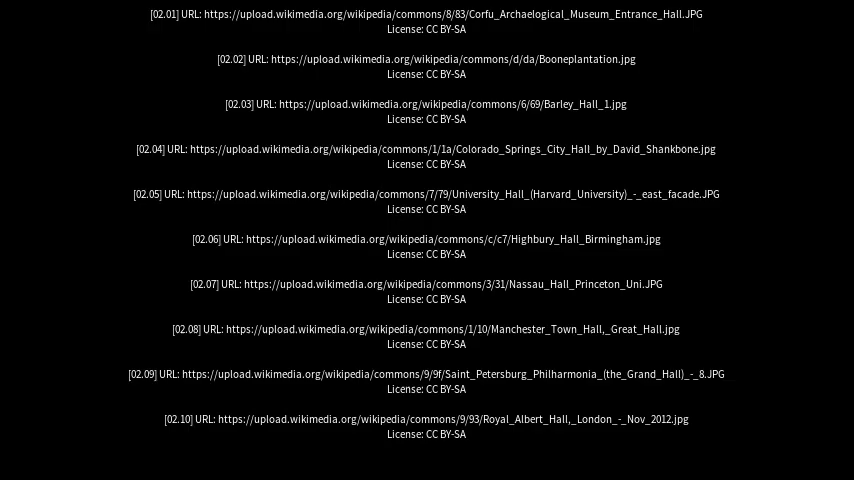 [02.01] URL: https://upload.wikimedia.org/wikipedia/commons/8/83/Corfu_Archaelogical_Museum_Entrance_Hall.JPG
License: CC BY-SA
[02.02] URL: https://upload.wikimedia.org/wikipedia/commons/d/da/Booneplantation.jpg
License: CC BY-SA
[02.03] URL: https://upload.wikimedia.org/wikipedia/commons/6/69/Barley_Hall_1.jpg
License: CC BY-SA
[02.04] URL: https://upload.wikimedia.org/wikipedia/commons/1/1a/Colorado_Springs_City_Hall_by_David_Shankbone.jpg
License: CC BY-SA
[02.05] URL: https://upload.wikimedia.org/wikipedia/commons/7/79/University_Hall_(Harvard_University)_-_east_facade.JPG
License: CC BY-SA
[02.06] URL: https://upload.wikimedia.org/wikipedia/commons/c/c7/Highbury_Hall_Birmingham.jpg
License: CC BY-SA
[02.07] URL: https://upload.wikimedia.org/wikipedia/commons/3/31/Nassau_Hall_Princeton_Uni.JPG
License: CC BY-SA
[02.08] URL: https://upload.wikimedia.org/wikipedia/commons/1/10/Manchester_Town_Hall,_Great_Hall.jpg
License: CC BY-SA
[02.09] URL: https://upload.wikimedia.org/wikipedia/commons/9/9f/Saint_Petersburg_Philharmonia_(the_Grand_Hall)_-_8.JPG
License: CC BY-SA
[02.10] URL: https://upload.wikimedia.org/wikipedia/commons/9/93/Royal_Albert_Hall,_London_-_Nov_2012.jpg
License: CC BY-SA